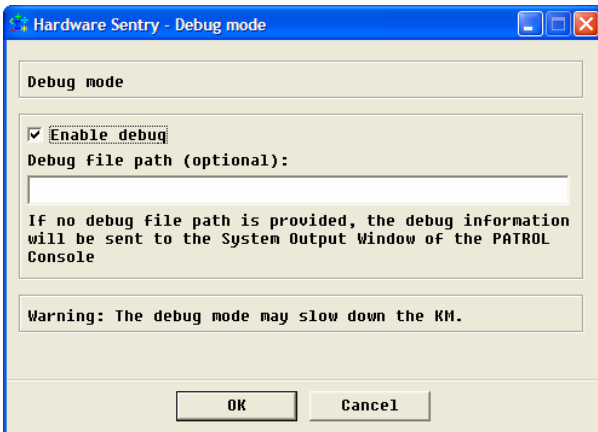 Hardware Sentry - Debug mode
Debug mode
Enable debug
Debug file path (optional):
If no debug file path is provided, the debug information
will be sent to the System Output Window of the PATROL
Console
Warning: The debug mode may slow down the KM.
OK Cancel